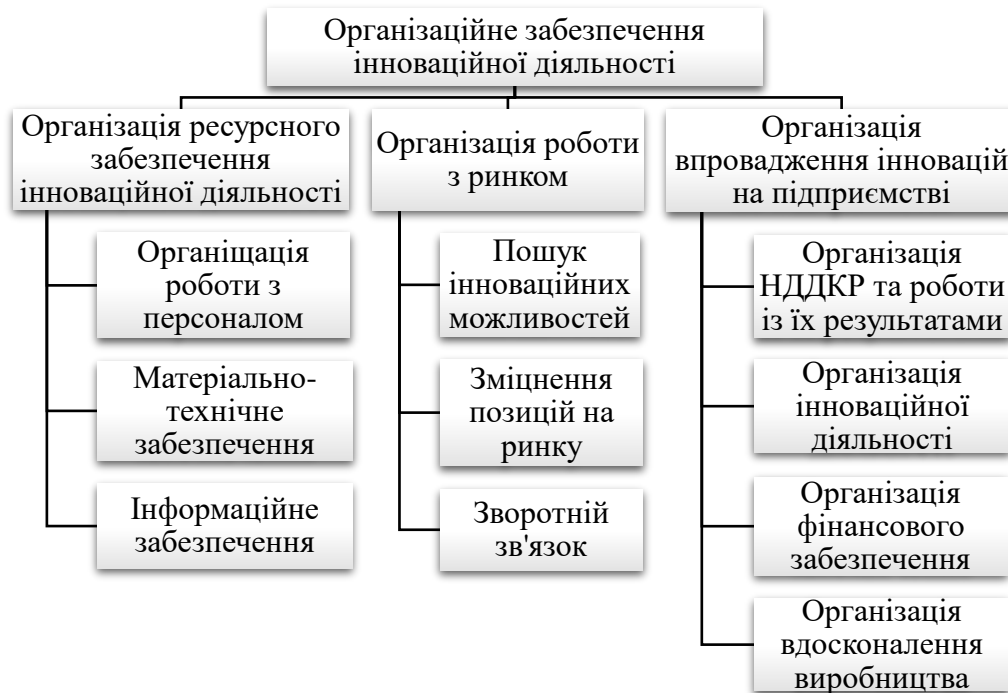 Організаційне забезпечення
інноваційної діяльності
Організація ресурсного
забезпечення
інноваційної діяльності
Органіщація
роботи з
персоналом
Матеріально-
технічне
забезпечення
Інформаційне
забезпечення
Організація роботи
з ринком
Пошук
інноваційних
можливостей
Зміцнення
позицій на
ринку
Зворотній
зв'язок
Організація
впровадження інновацій
на підприємстві
Організація
НДДКР та роботи
із їх результатами
Організація
інноваційної
діяльності
Організація
фінансового
забезпечення
Організація
вдосконалення
виробництва